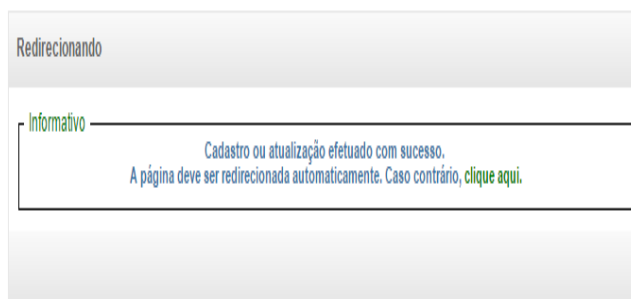 Redirecionando
Informativo
Cadastro ou atualização efetuado com sucesso.
A página deve ser redirecionada automaticamente. Caso contrário, clique aqui.